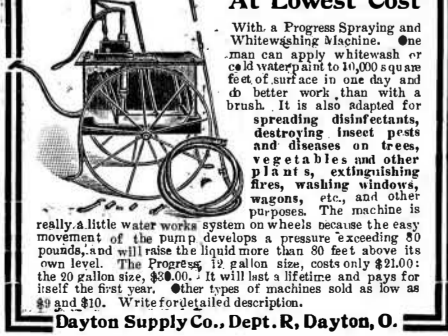 At Lowest Cost
With a Progress Spraying and
Whitewashing Machine. One
man can apply whitewash or
cold water paint to 10,000 square
feet of surface in one day and
do better work than with a
brush. It is also adapted for
spreading disinfectants,
destroying insect pests
and diseases on trees,
vegetables and other
plants, extinguishing
fires, washing windows,
wagons, etc., and other
purposes. The machine is
really a little water works system on wheels because the easy
movement of the pump develops a pressure exceeding 80
pounds, and will raise the liquid more than 80 feet above its
own level. The Progress, 12 gallon size, costs only $21.00:
the 20 gallon size, $30.00. It will last a lifetime and pays for
itself the first year. Other types of machines sold as low as
$9 and $10. Write for detailed description.
Dayton Supply Co., Dept. R, Dayton, O.